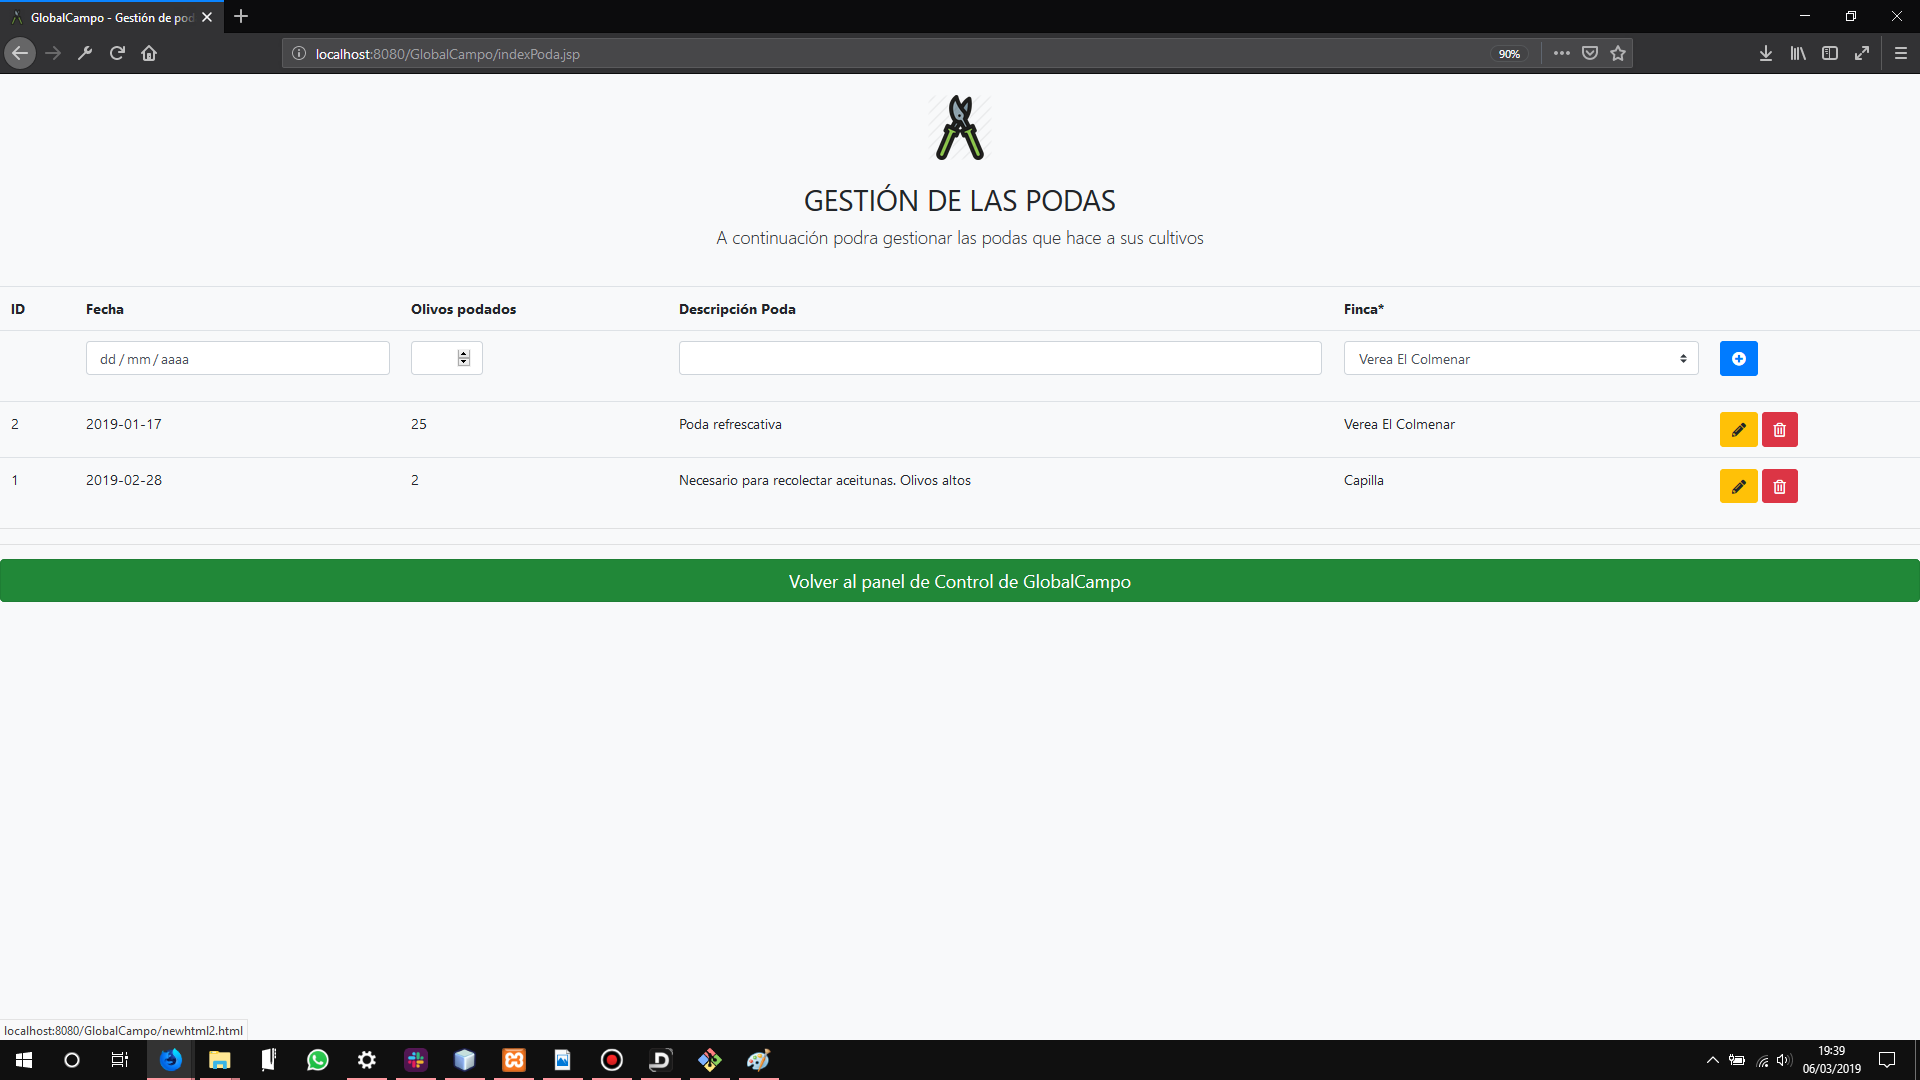 GlobalCampo - Gestión de pod
localhost:8080/GlobalCampo/indexPoda.jsp
90%
GESTIÓN DE LAS PODAS
A continuación podra gestionar las podas que hace a sus cultivos
ID Fecha Olivos podados Descripción Poda Finca*
dd / mm / aaaa Verea El Colmenar
2 2019-01-17 25 Poda refrescativa Verea El Colmenar
1 2019-02-28 2 Necesario para recolectar aceitunas. Olivos altos Capilla
Volver al panel de Control de GlobalCampo
localhost:8080/GlobalCampo/newhtml2.html
19:39
06/03/2019